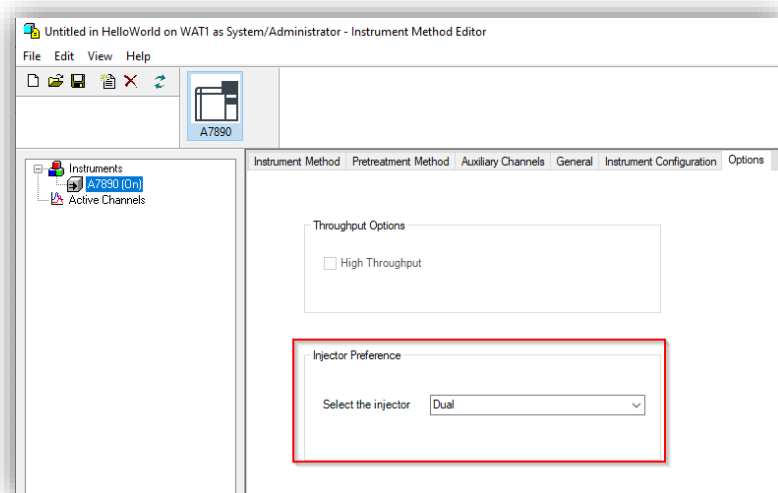 Untitled in HelloWorld on WAT1 as System/Administrator - Instrument Method Editor
File Edit View Help
A7890
Instruments
A7890 (On)
Active Channels
Instrument Method Pretreatment Method Auxiliary Channels General Instrument Configuration Options
Throughput Options
High Throughput
Injector Preference
Select the injector Dual